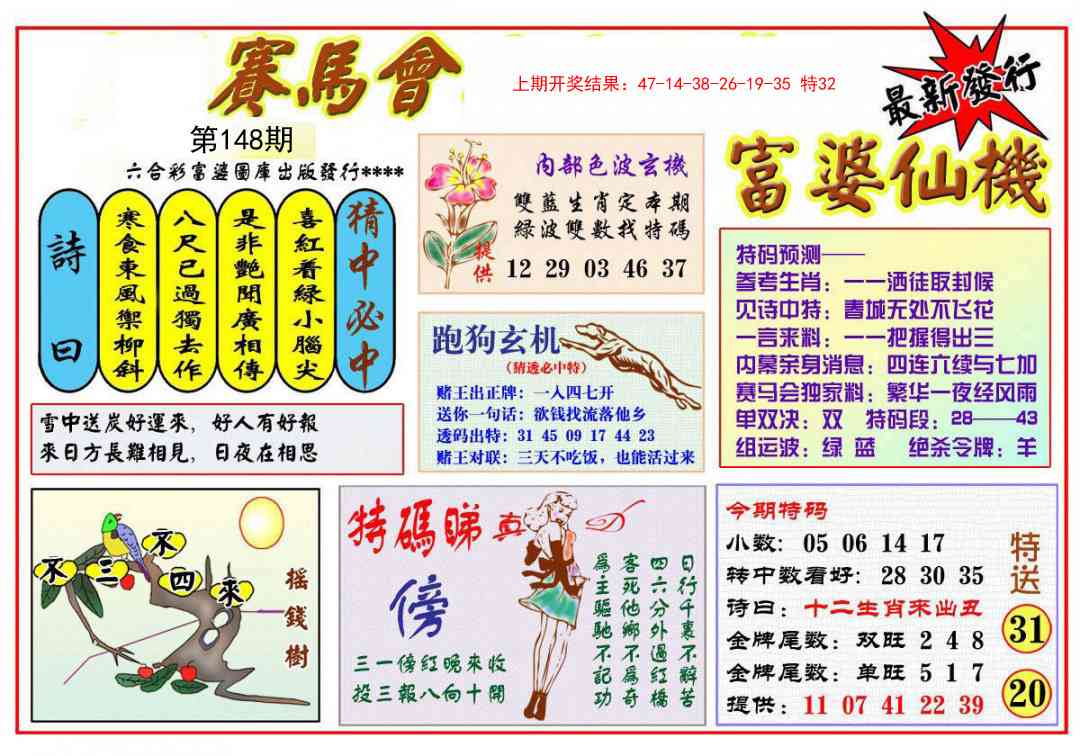 賽馬會
上期开奖结果：47-14-38-26-19-35 特32
最新發行
第148期
六合彩富婆圖庫出版發行****
富婆仙機
詩曰
寒食東風禦柳斜
八尺已過獨去作
是非艷聞廣相傳
喜紅着綠小腦尖
猜中必中
雪中送炭好運來，好人有好報
來日方長難相見，日夜在相思
內部色波玄機
雙藍生肖定本期
綠波雙數找特碼
提供
12 29 03 46 37
跑狗玄机
（猜透必中特）
赌王出正牌：一入四七开
送你一句话：欲钱找流落他乡
透码出特：31 45 09 17 44 23
赌王对联：三天不吃饭，也能活过来
特码预测——
参考生肖：一一洒徒取封候
见诗中特：春城无处不飞花
一言来料：一一把握得出三
内幕亲身消息：四连六续与七加
赛马会独家料：繁华一夜经风雨
单双决：双 特码段：28——43
组运波：绿 蓝 绝杀令牌：羊
不三四來
來
搖錢樹
特碼睇真D
傍
三一傍紅晚來收
投三報八向十開
日行千裏不辭苦
四六分外過紅橋
客死他鄉不爲奇
爲主驅馳不記功
今期特码
小数：05 06 14 17
转中数看好：28 30 35
诗曰：十二生肖来出丑
金牌尾数：双旺 2 4 8
金牌尾数：单旺 5 1 7
提供：11 07 41 22 39
特送
31
20